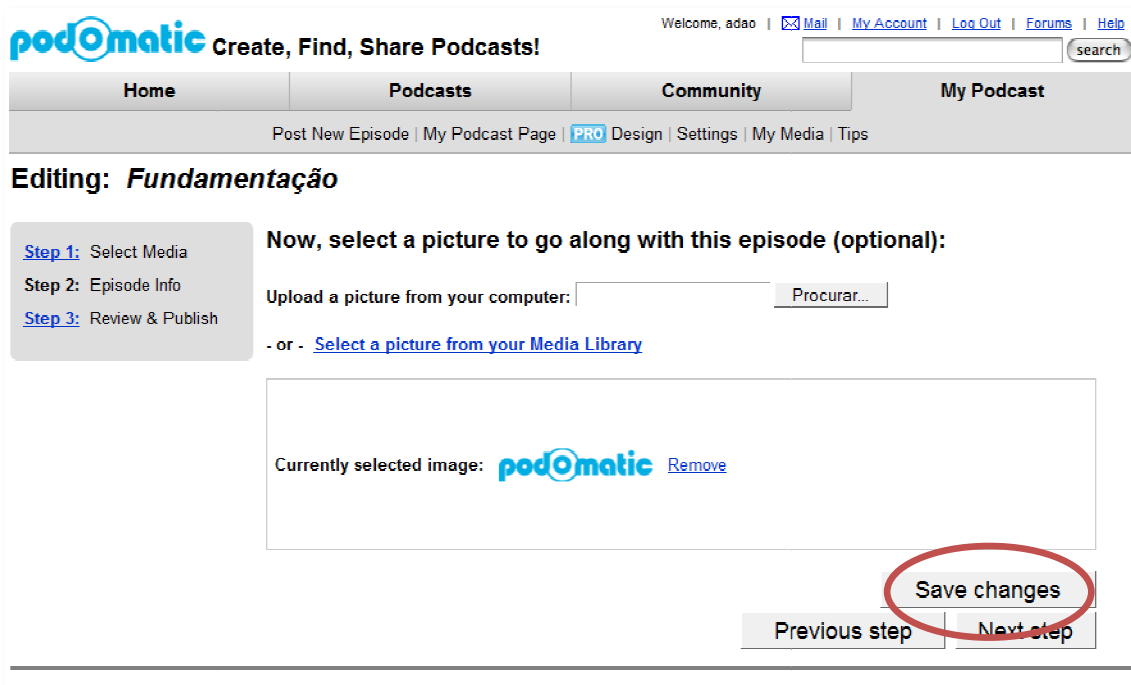 Welcome, adao | Mail | My Account | Log Out | Forums | Help
podOmatic Create, Find, Share Podcasts!
search
Home Podcasts Community My Podcast
Post New Episode | My Podcast Page | PRO Design | Settings | My Media | Tips
Editing: Fundamentação
Step 1: Select Media
Step 2: Episode Info
Step 3: Review & Publish
Now, select a picture to go along with this episode (optional):
Upload a picture from your computer: Procurar...
- or - Select a picture from your Media Library
Currently selected image: podOmatic Remove
Save changes
Previous step Next step